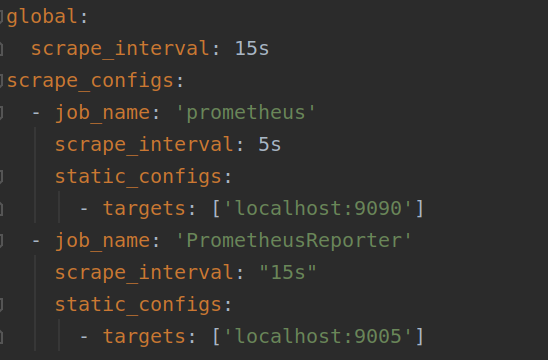 global:
  scrape_interval: 15s
scrape_configs:
  - job_name: 'prometheus'
    scrape_interval: 5s
    static_configs:
      - targets: ['localhost:9090']
  - job_name: 'PrometheusReporter'
    scrape_interval: "15s"
    static_configs:
      - targets: ['localhost:9005']